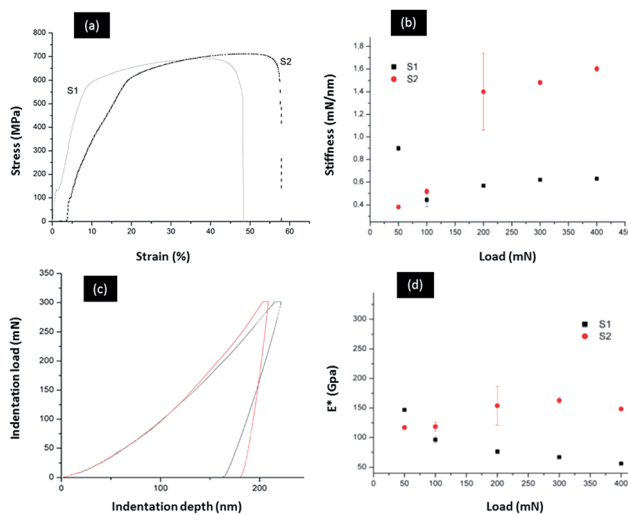 (a)
800
700
600
500
400
300
200
100
0
S1
S2
0 10 20 30 40 50 60
Stress (MPa)
Strain (%)
(b)
1,8
1,6
1,4
1,2
1,0
0,8
0,6
0,4
S1
S2
0 50 100 150 200 250 300 350 400 450
Stiffness (mN/nm)
Load (mN)
(c)
350
300
250
200
150
100
50
0
0 100 200
Indentation load (mN)
Indentation depth (nm)
(d)
350
300
250
200
150
100
50
S1
S2
0 50 100 200 300 400
E* (Gpa)
Load (mN)